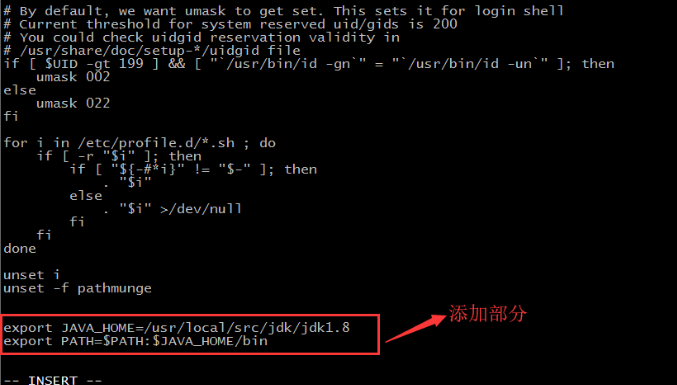 # By default, we want umask to get set. This sets it for login shell
# Current threshold for system reserved uid/gids is 200
# You could check uidgid reservation validity in
# /usr/share/doc/setup-*/uidgid file
if [ $UID -gt 199 ] && [ "`/usr/bin/id -gn`" = "`/usr/bin/id -un`" ]; then
    umask 002
else
    umask 022
fi

for i in /etc/profile.d/*.sh ; do
    if [ -r "$i" ]; then
        if [ "${-#*i}" != "$-" ]; then
            . "$i"
        else
            . "$i" >/dev/null
        fi
    fi
done

unset i
unset -f pathmunge

添加部分
export JAVA_HOME=/usr/local/src/jdk/jdk1.8
export PATH=$PATH:$JAVA_HOME/bin

-- INSERT --